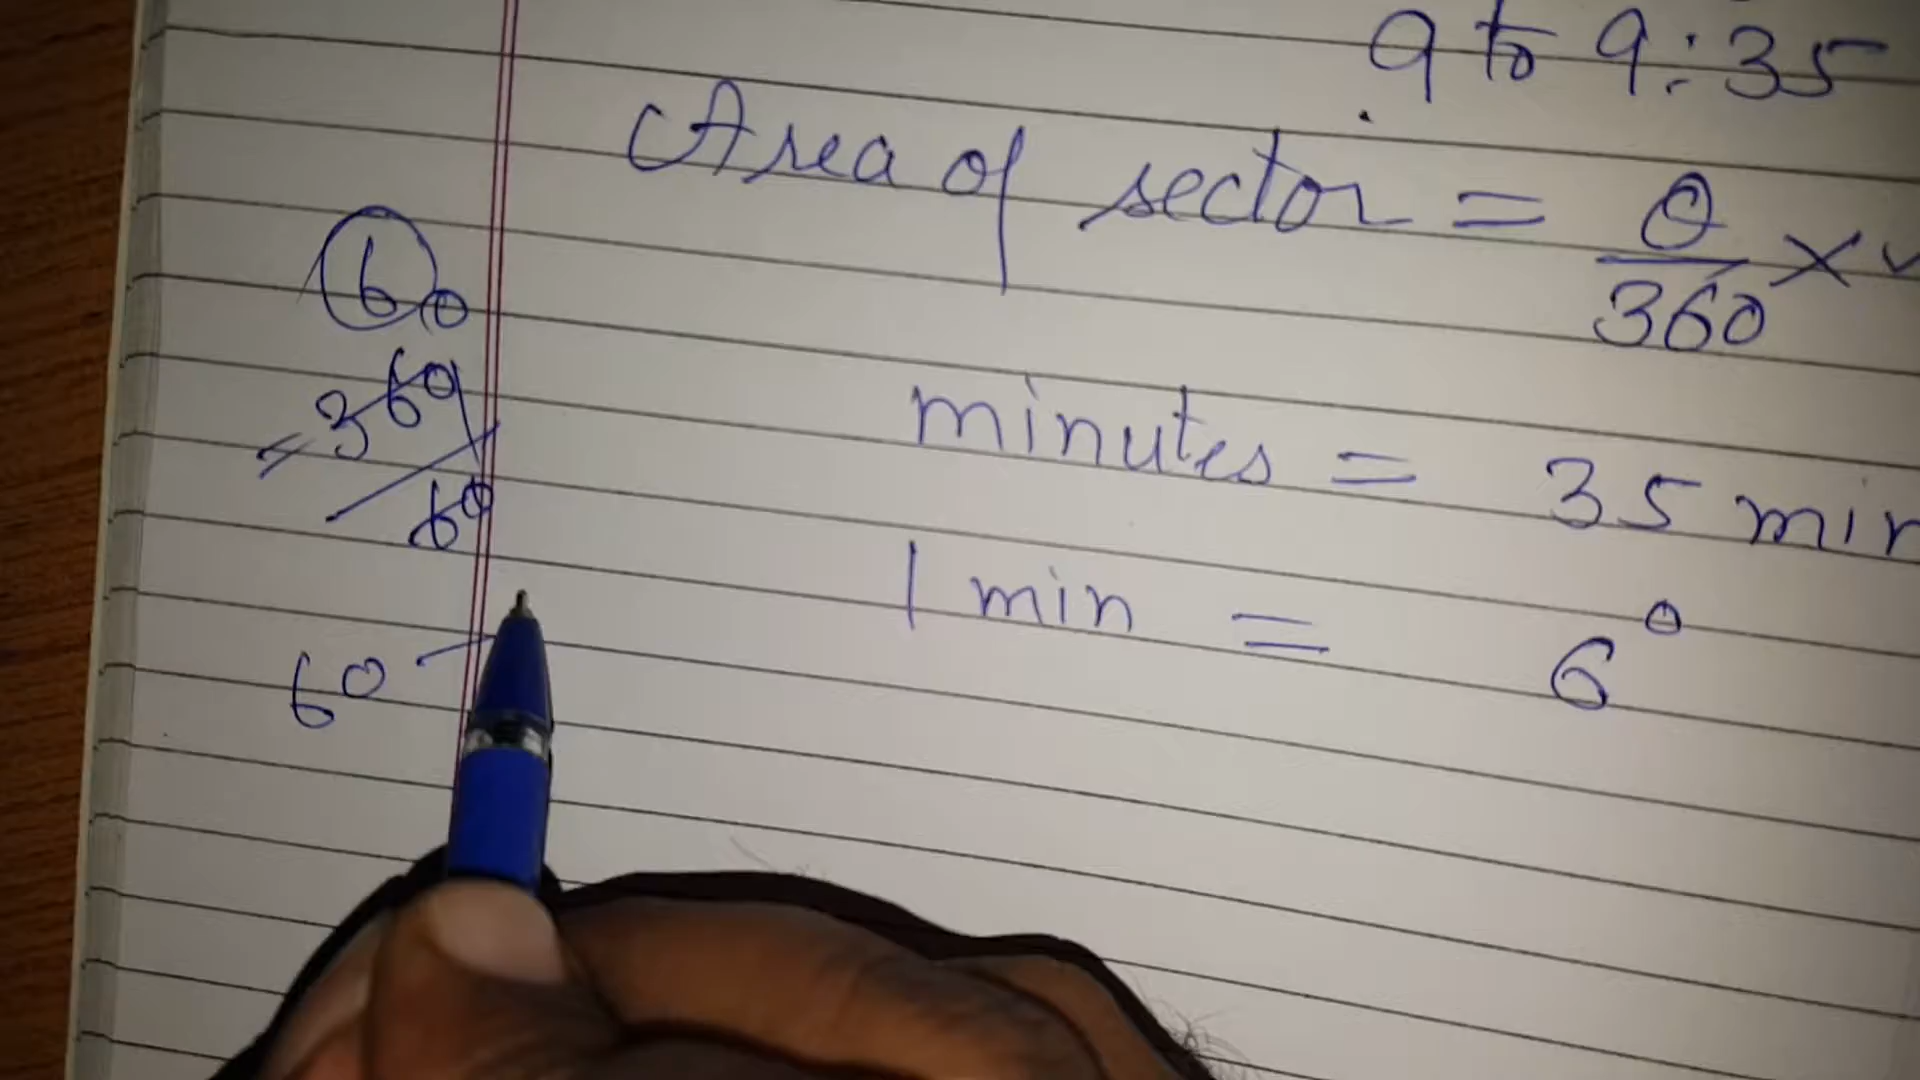 9 to 9:35
Area of sector = θ/360 ×
minutes = 35 min
1 min = 6°
6
= 360/60
60 –